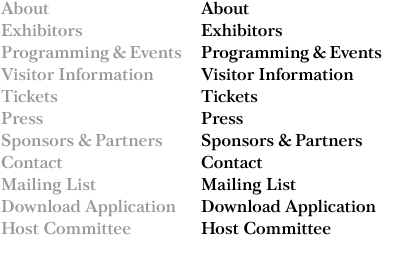 About
Exhibitors
Programming & Events
Visitor Information
Tickets
Press
Sponsors & Partners
Contact
Mailing List
Download Application
Host Committee
About
Exhibitors
Programming & Events
Visitor Information
Tickets
Press
Sponsors & Partners
Contact
Mailing List
Download Application
Host Committee